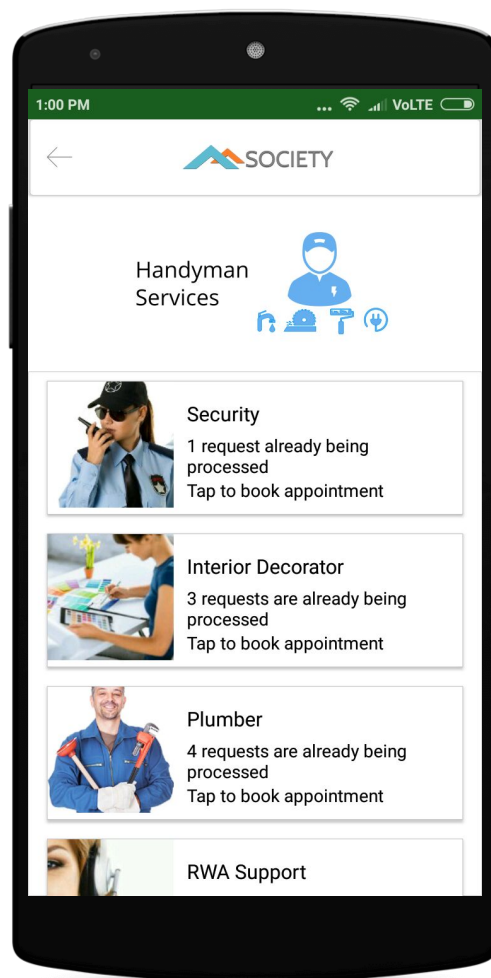 1:00 PM
... VoLTE
SOCIETY
Handyman
Services
Security
1 request already being
processed
Tap to book appointment
Interior Decorator
3 requests are already being
processed
Tap to book appointment
Plumber
4 requests are already being
processed
Tap to book appointment
RWA Support